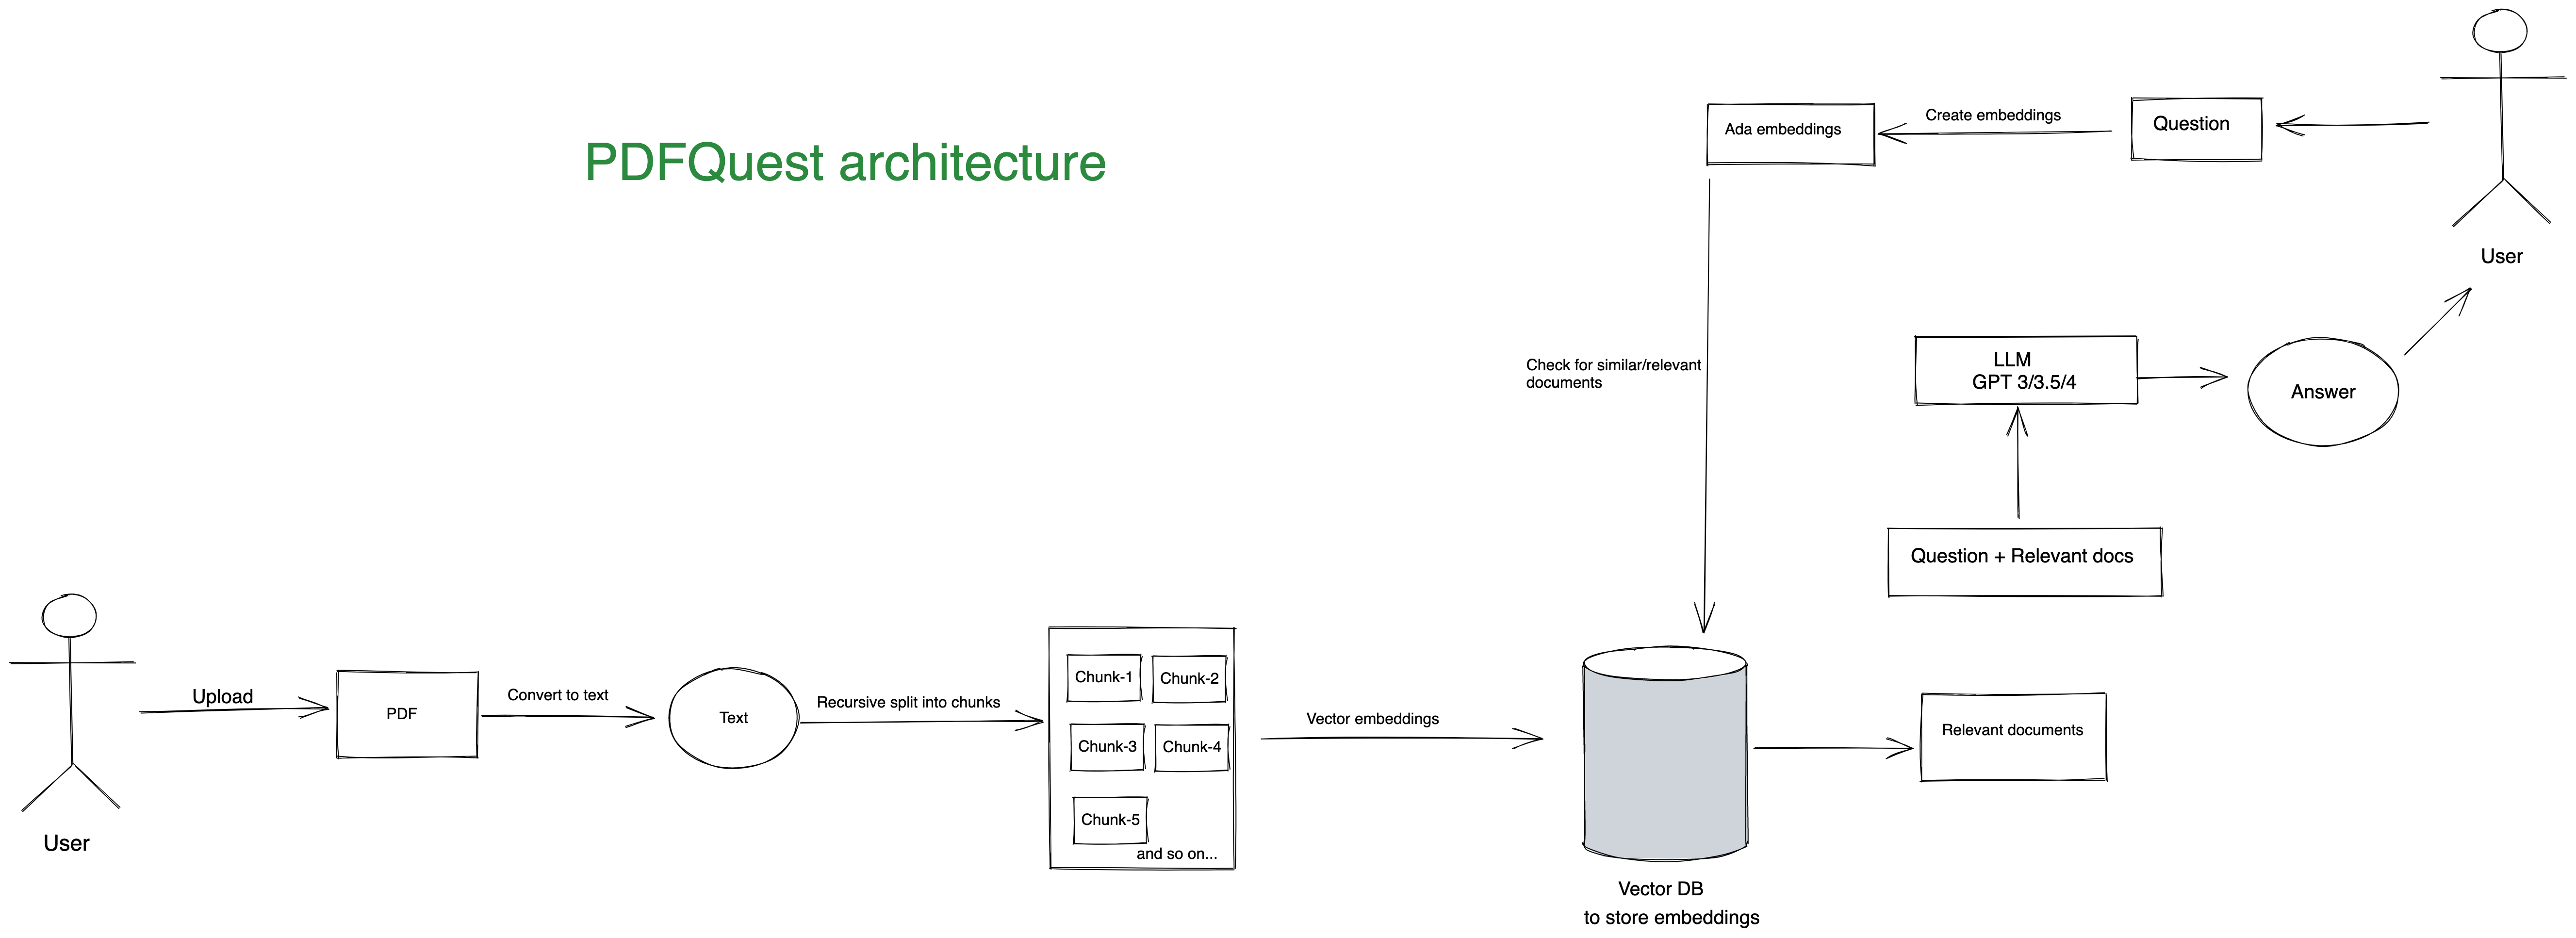 PDFQuest architecture
User
Upload
PDF
Convert to text
Text
Recursive split into chunks
Chunk-1
Chunk-2
Chunk-3
Chunk-4
Chunk-5
and so on...
Vector embeddings
Vector DB
to store embeddings
Relevant documents
User
Question
Create embeddings
Ada embeddings
Check for similar/relevant
documents
Question + Relevant docs
LLM
GPT 3/3.5/4
Answer